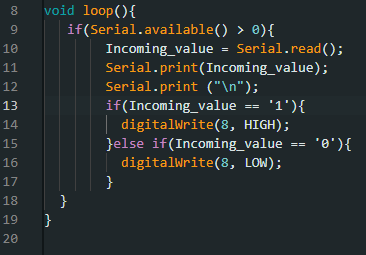 8 void loop(){
9 if(Serial.available() > 0){
10 Incoming_value = Serial.read();
11 Serial.print(Incoming_value);
12 Serial.print ("\n");
13 if(Incoming_value == '1'){
14 digitalWrite(8, HIGH);
15 }else if(Incoming_value == '0'){
16 digitalWrite(8, LOW);
17 }
18 }
19 }
20